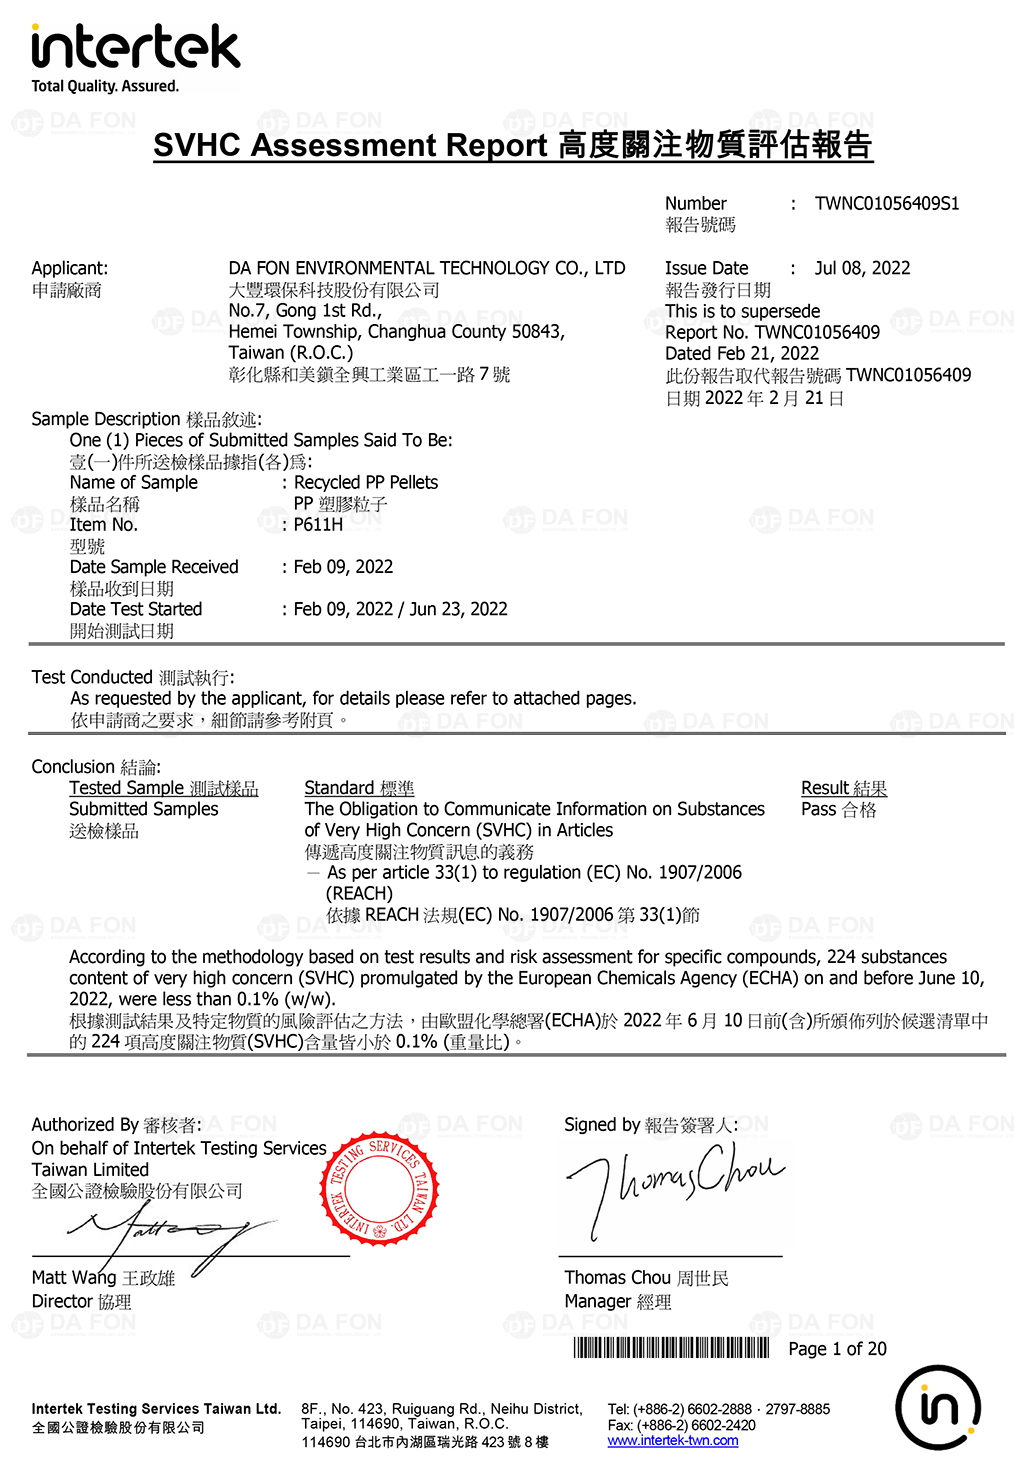 intertek
Total Quality. Assured.
SVHC Assessment Report 高度關注物質評估報告
Number : TWNC01056409S1
報告號碼
Applicant: DA FON ENVIRONMENTAL TECHNOLOGY CO., LTD
申請廠商 大豐環保科技股份有限公司
No.7, Gong 1st Rd.,
Hemei Township, Changhua County 50843,
Taiwan (R.O.C.)
彰化縣和美鎮全興工業區工一路 7 號
Issue Date : Jul 08, 2022
報告發行日期
This is to supersede
Report No. TWNC01056409
Dated Feb 21, 2022
此份報告取代報告號碼 TWNC01056409
日期 2022 年 2 月 21 日
Sample Description 樣品敘述:
One (1) Pieces of Submitted Samples Said To Be:
壹(一)件所送檢樣品據指(各)爲:
Name of Sample : Recycled PP Pellets
樣品名稱 PP 塑膠粒子
Item No. : P611H
型號
Date Sample Received : Feb 09, 2022
樣品收到日期
Date Test Started : Feb 09, 2022 / Jun 23, 2022
開始測試日期
Test Conducted 測試執行:
As requested by the applicant, for details please refer to attached pages.
依申請商之要求，細節請參考附頁。
Conclusion 結論:
Tested Sample 測試樣品 Standard 標準 Result 結果
Submitted Samples The Obligation to Communicate Information on Substances Pass 合格
送檢樣品 of Very High Concern (SVHC) in Articles
傳遞高度關注物質訊息的義務
－ As per article 33(1) to regulation (EC) No. 1907/2006
(REACH)
依據 REACH 法規(EC) No. 1907/2006 第 33(1)節
According to the methodology based on test results and risk assessment for specific compounds, 224 substances
content of very high concern (SVHC) promulgated by the European Chemicals Agency (ECHA) on and before June 10,
2022, were less than 0.1% (w/w).
根據測試結果及特定物質的風險評估之方法，由歐盟化學總署(ECHA)於 2022 年 6 月 10 日前(含)所頒佈列於候選清單中
的 224 項高度關注物質(SVHC)含量皆小於 0.1% (重量比)。
Authorized By 審核者:
On behalf of Intertek Testing Services
Taiwan Limited
全國公證檢驗股份有限公司
INTERTEK TESTING SERVICES TAIWAN LTD.
Matt Wang 王政雄
Director 協理
Signed by 報告簽署人:
Thomas Chou
Thomas Chou 周世民
Manager 經理
Page 1 of 20
Intertek Testing Services Taiwan Ltd.
全國公證檢驗股份有限公司
8F., No. 423, Ruiguang Rd., Neihu District,
Taipei, 114690, Taiwan, R.O.C.
114690 台北市內湖區瑞光路 423 號 8 樓
Tel: (+886-2) 6602-2888 · 2797-8885
Fax: (+886-2) 6602-2420
www.intertek-twn.com
in
DF DA FON